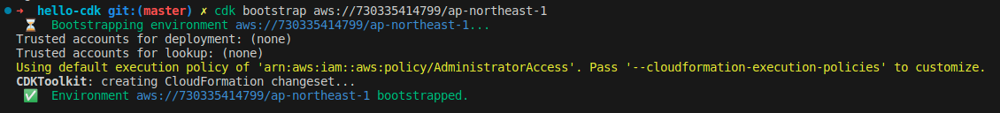 ➜ hello-cdk git:(master) ✗ cdk bootstrap aws://730335414799/ap-northeast-1
⏳ Bootstrapping environment aws://730335414799/ap-northeast-1...
Trusted accounts for deployment: (none)
Trusted accounts for lookup: (none)
Using default execution policy of 'arn:aws:iam::aws:policy/AdministratorAccess'. Pass '--cloudformation-execution-policies' to customize.
CDKToolkit: creating CloudFormation changeset...
✅ Environment aws://730335414799/ap-northeast-1 bootstrapped.